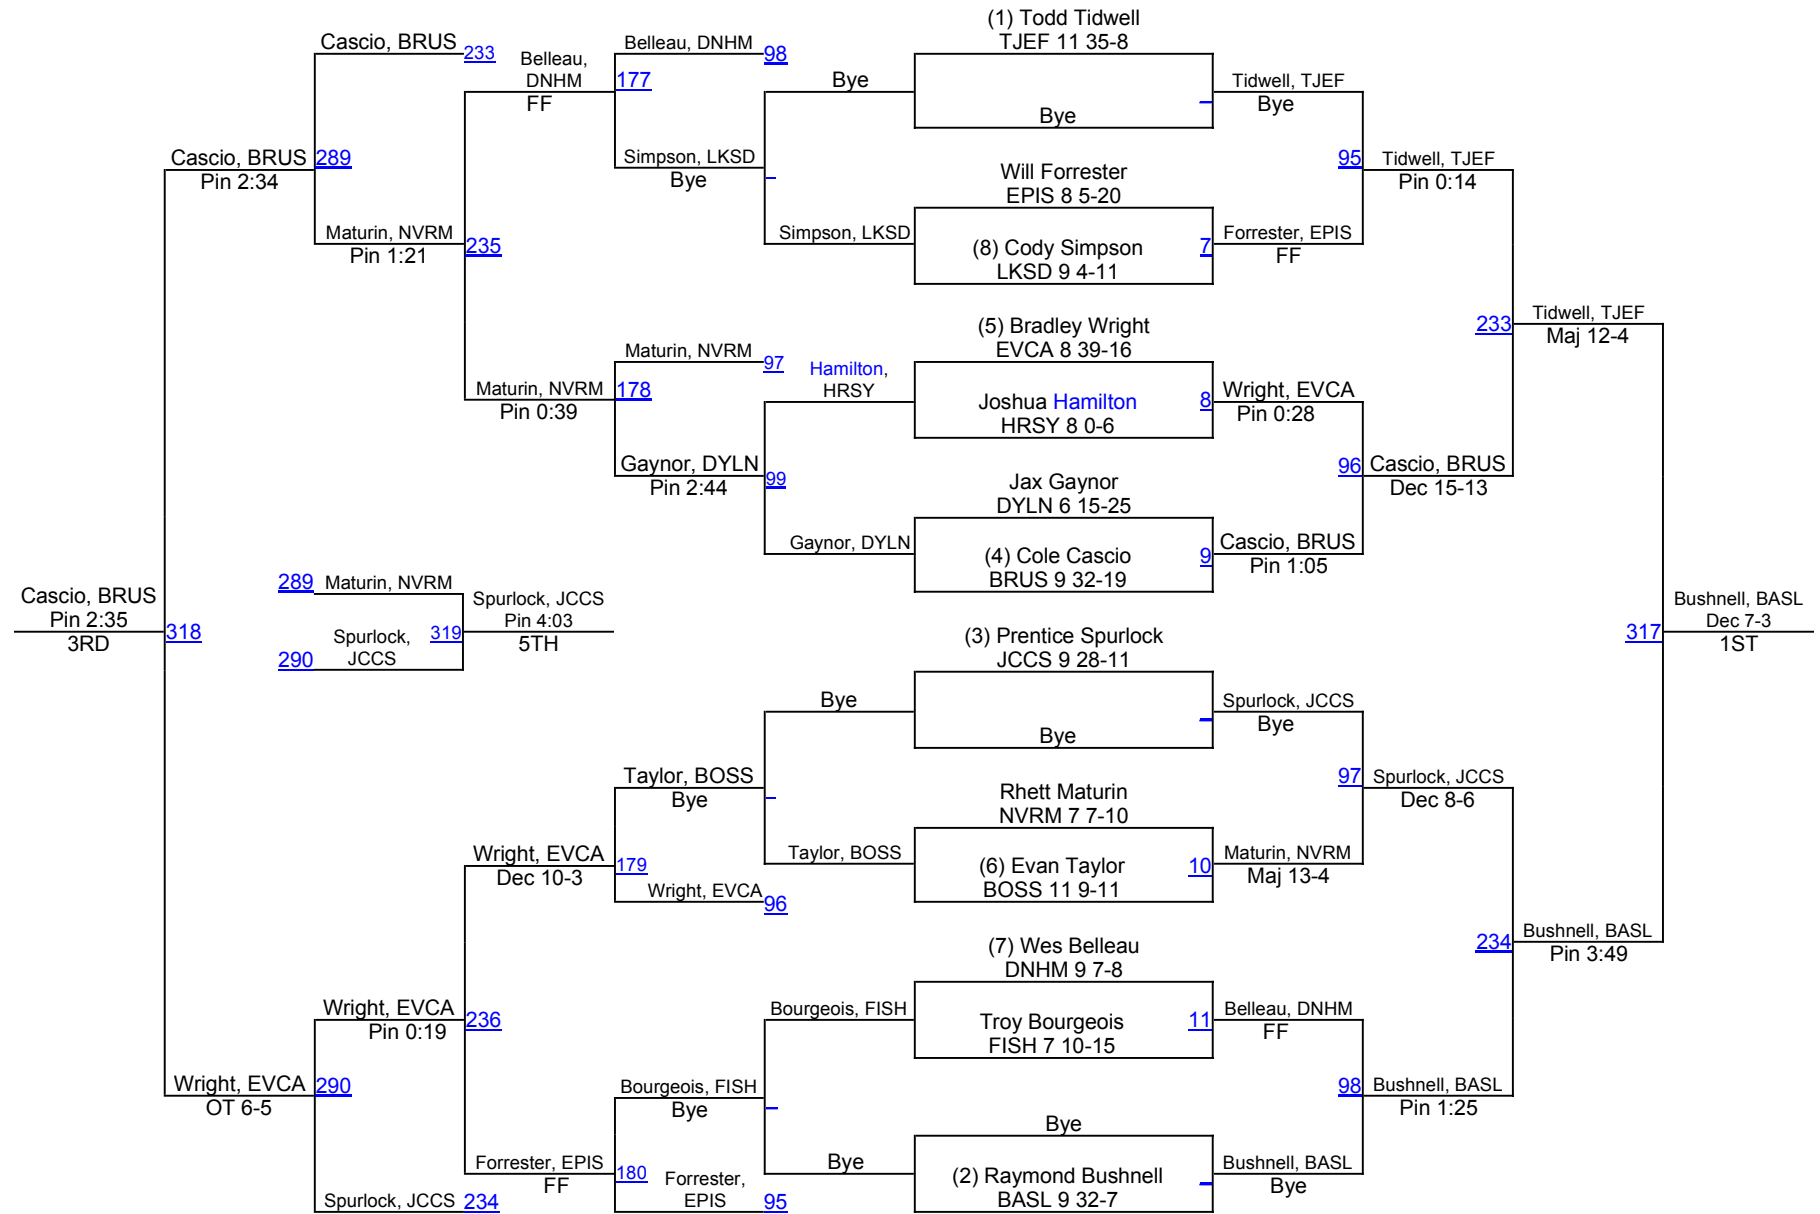 Cascio, BRUS
233
Belleau,
DNHM
FF
177
Belleau, DNHM
98
Simpson, LKSD
Bye
Cascio, BRUS
Pin 2:34
289
Maturin, NVRM
Pin 1:21
235
Maturin, NVRM
Pin 0:39
178
Maturin, NVRM
97
Gaynor, DYLN
Pin 2:44
99
Bye
Simpson, LKSD
Hamilton,
HRSY
Gaynor, DYLN
(1) Todd Tidwell
TJEF 11 35-8
Bye
Will Forrester
EPIS 8 5-20
(8) Cody Simpson
LKSD 9 4-11
7
(5) Bradley Wright
EVCA 8 39-16
Joshua Hamilton
HRSY 8 0-6
8
Jax Gaynor
DYLN 6 15-25
(4) Cole Cascio
BRUS 9 32-19
9
Tidwell, TJEF
Bye
95
Forrester, EPIS
FF
Tidwell, TJEF
Pin 0:14
Wright, EVCA
Pin 0:28
96
Cascio, BRUS
Pin 1:05
Cascio, BRUS
Dec 15-13
233
Tidwell, TJEF
Maj 12-4
Cascio, BRUS
Pin 2:35
3RD
318
289
Maturin, NVRM
Spurlock,
JCCS
290
319
Spurlock, JCCS
Pin 4:03
5TH
317
Bushnell, BASL
Dec 7-3
1ST
(3) Prentice Spurlock
JCCS 9 28-11
Bye
Rhett Maturin
NVRM 7 7-10
(6) Evan Taylor
BOSS 11 9-11
10
(7) Wes Belleau
DNHM 9 7-8
Troy Bourgeois
FISH 7 10-15
11
Bye
(2) Raymond Bushnell
BASL 9 32-7
Bye
Taylor, BOSS
Bye
Taylor, BOSS
Wright, EVCA
Dec 10-3
179
Wright, EVCA
96
Wright, EVCA
Pin 0:19
236
Bourgeois, FISH
Bourgeois, FISH
Bye
Bye
Wright, EVCA
OT 6-5
290
Forrester, EPIS
FF
180
Forrester,
EPIS
95
Spurlock, JCCS
234
Spurlock, JCCS
Bye
97
Maturin, NVRM
Maj 13-4
Spurlock, JCCS
Dec 8-6
234
Bushnell, BASL
Pin 3:49
Belleau, DNHM
FF
98
Bushnell, BASL
Pin 1:25
Bushnell, BASL
Bye